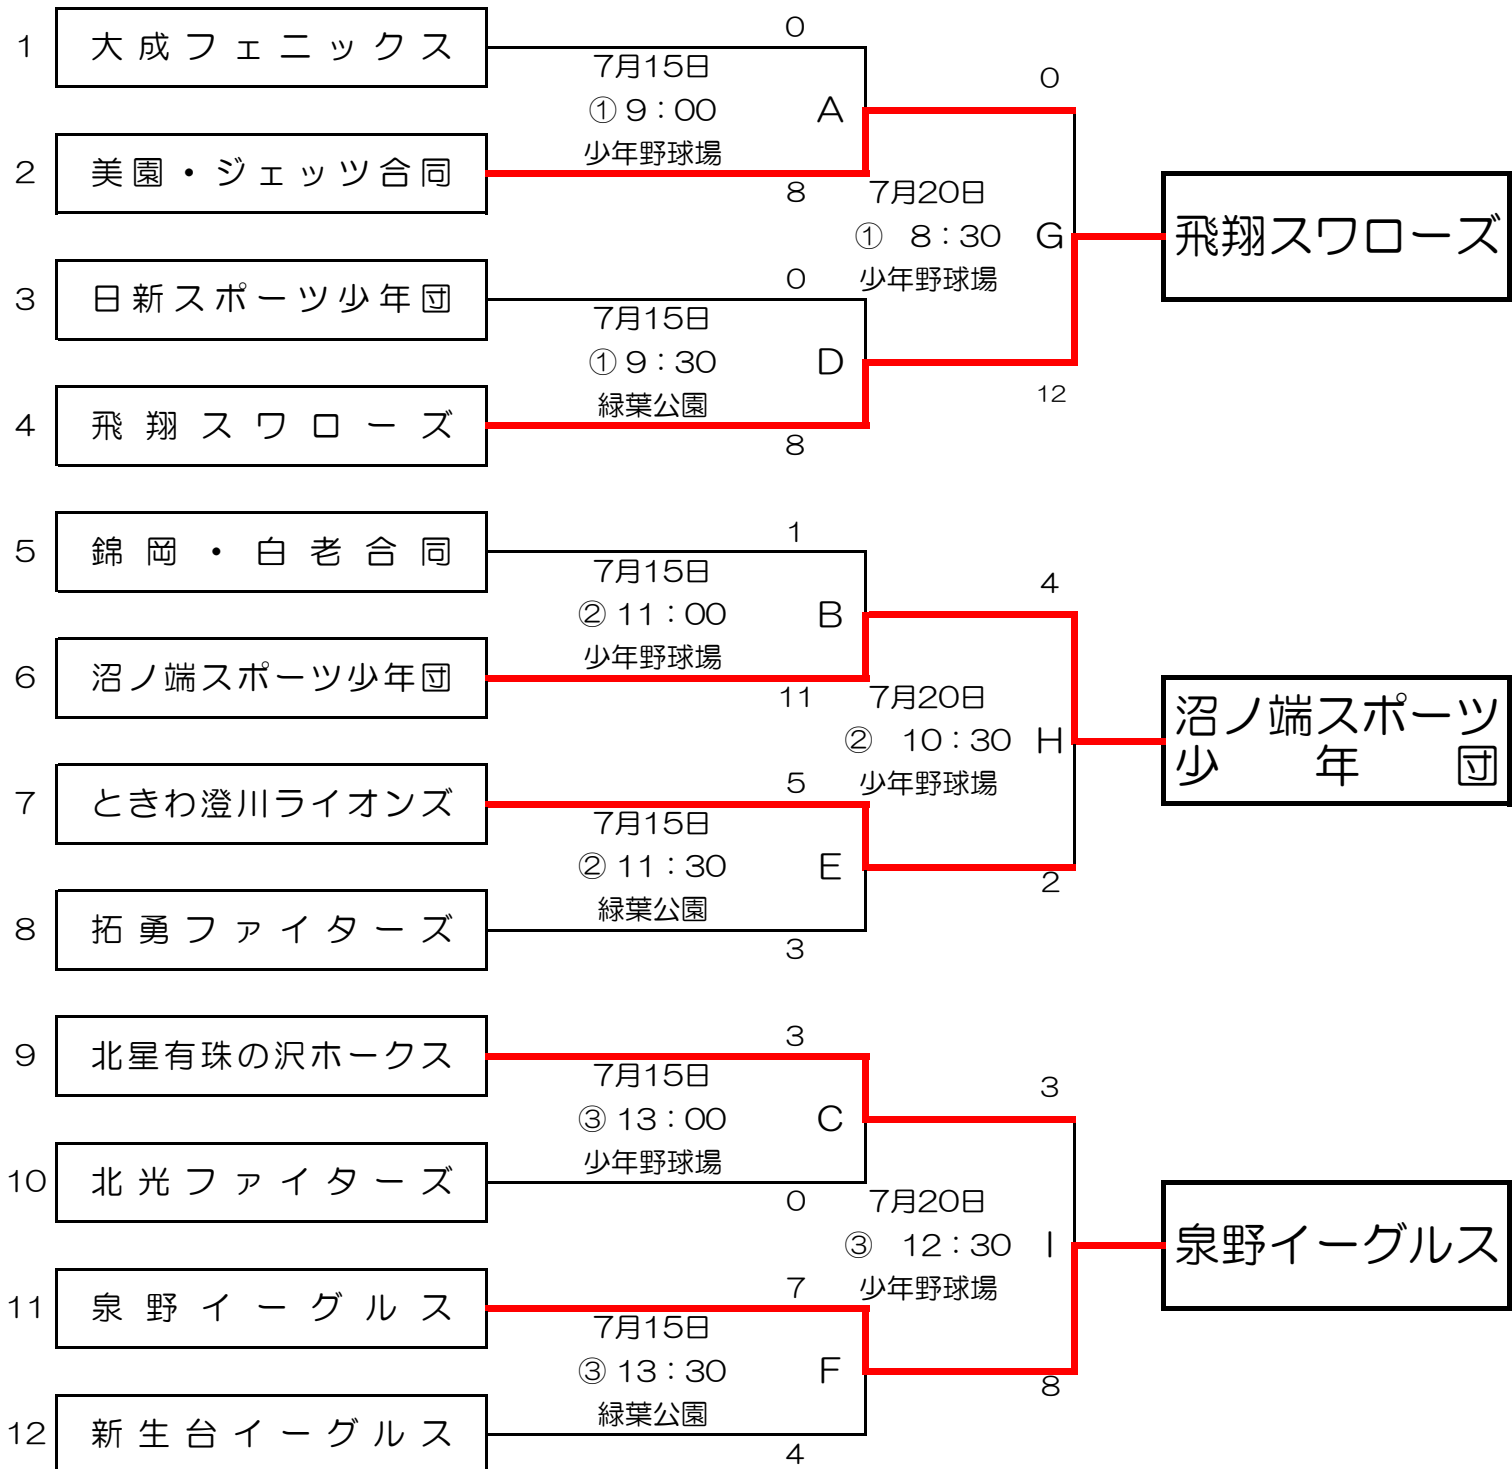 0
1 大成フェニックス
7月15日
① 9：00 A
少年野球場
0
2 美園・ジェッツ合同
8
7月20日
① 8：30 G
少年野球場
飛翔スワローズ
0
3 日新スポーツ少年団
7月15日
① 9：30 D
緑葉公園
12
4 飛翔スワローズ
8
1
5 錦岡・白老合同
7月15日
② 11：00 B
少年野球場
4
6 沼ノ端スポーツ少年団
11
7月20日
② 10：30 H
少年野球場
沼ノ端スポーツ
少年団
5
7 ときわ澄川ライオンズ
7月15日
② 11：30 E
緑葉公園
2
8 拓勇ファイターズ
3
3
9 北星有珠の沢ホークス
7月15日
③ 13：00 C
少年野球場
3
10 北光ファイターズ
0
7月20日
③ 12：30 I
少年野球場
泉野イーグルス
7
11 泉野イーグルス
7月15日
③ 13：30 F
緑葉公園
8
12 新生台イーグルス
4